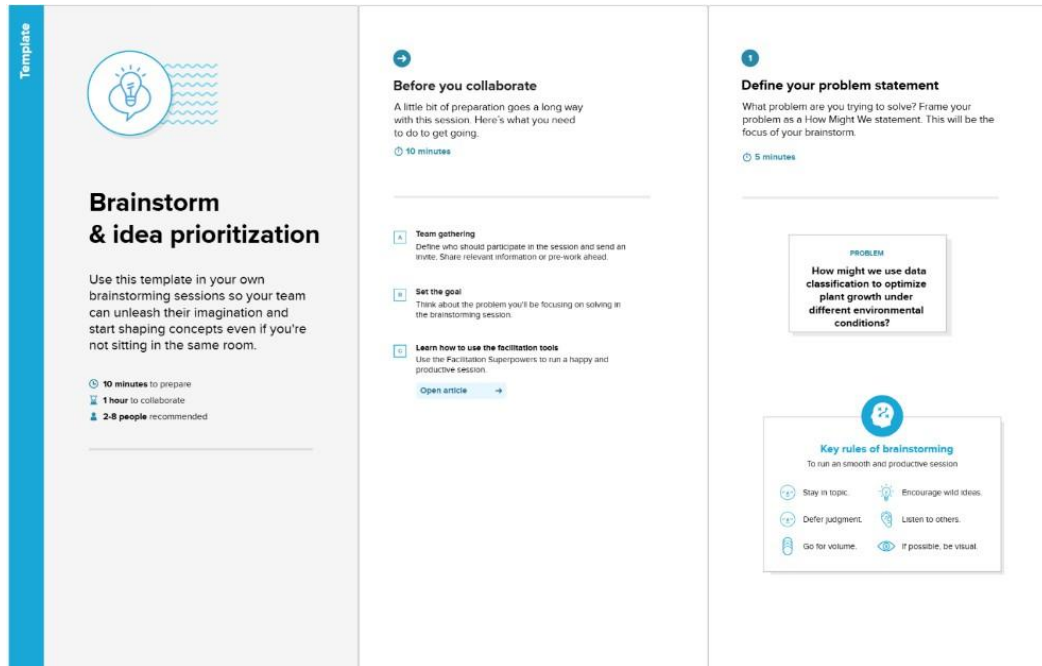 Template
Brainstorm
& idea prioritization
Use this template in your own
brainstorming sessions so your team
can unleash their imagination and
start shaping concepts even if you're
not sitting in the same room.
10 minutes to prepare
1 hour to collaborate
2-8 people recommended
Before you collaborate
A little bit of preparation goes a long way
with this session. Here's what you need
to do to get going.
10 minutes
A
Team gathering
Define who should participate in the session and send an
invite. Share relevant information or pre-work ahead.
B
Set the goal
Think about the problem you'll be focusing on solving in
the brainstorming session.
C
Learn how to use the facilitation tools
Use the Facilitation Superpowers to run a happy and
productive session.
Open article
1
Define your problem statement
What problem are you trying to solve? Frame your
problem as a How Might We statement. This will be the
focus of your brainstorm.
5 minutes
PROBLEM
How might we use data
classification to optimize
plant growth under
different environmental
conditions?
Key rules of brainstorming
To run an smooth and productive session
Stay in topic.
Encourage wild ideas.
Defer judgment.
Listen to others.
Go for volume.
If possible, be visual.